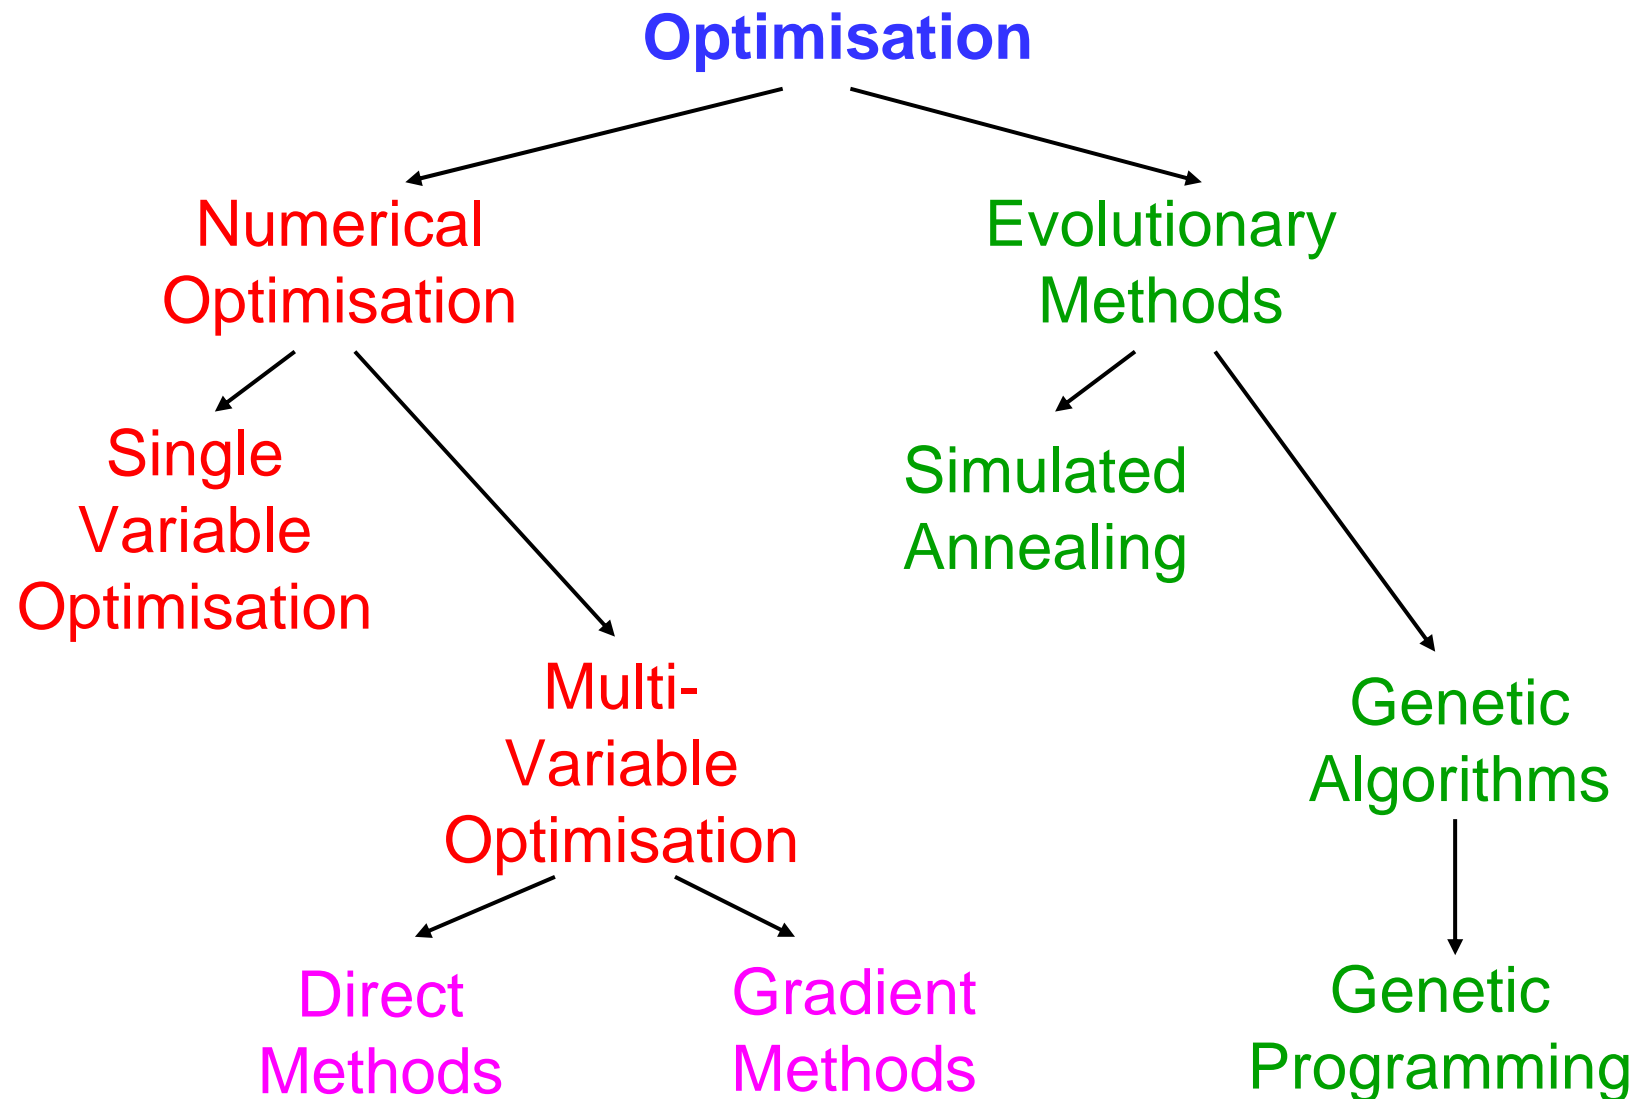 Optimisation
Numerical
Optimisation
Evolutionary
Methods
Single
Variable
Optimisation
Simulated
Annealing
Multi-
Variable
Optimisation
Genetic
Algorithms
Direct
Methods
Gradient
Methods
Genetic
Programming